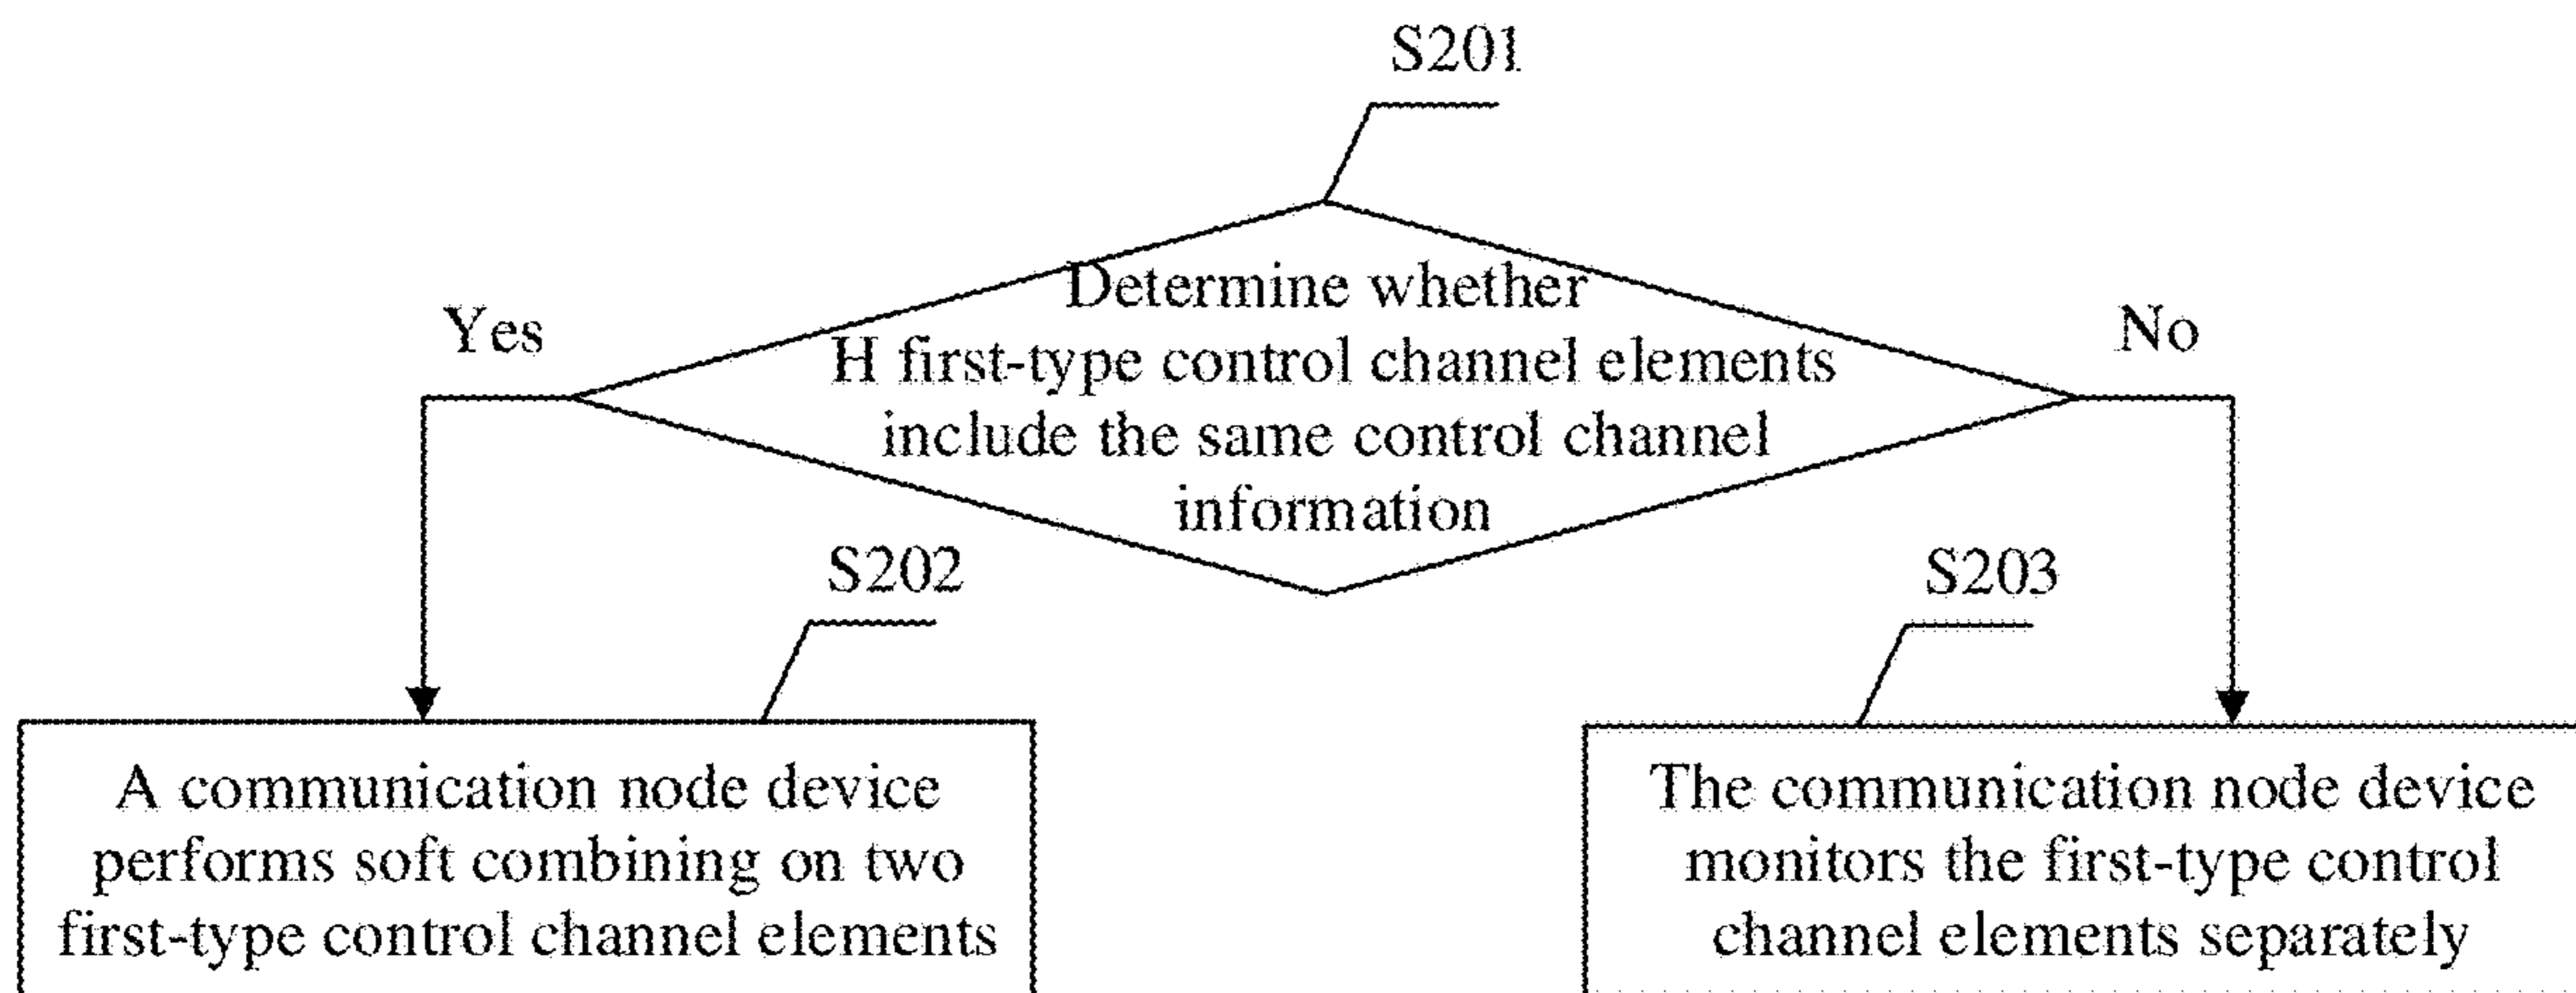 S201
Determine whether
H first-type control channel elements
include the same control channel
information
Yes
No
S202
S203
A communication node device
performs soft combining on two
first-type control channel elements
The communication node device
monitors the first-type control
channel elements separately